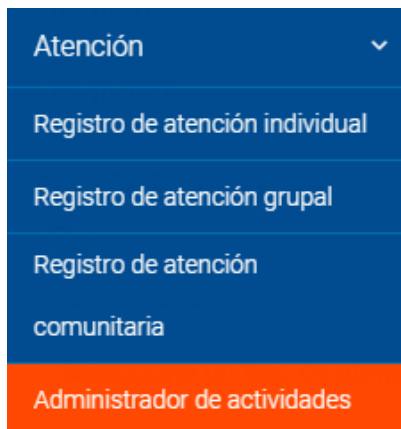 Atención
Registro de atención individual
Registro de atención grupal
Registro de atención
comunitaria
Administrador de actividades